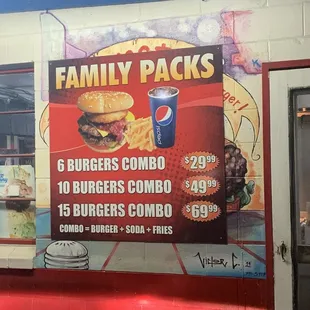 FAMILY PACKS
pepsi
6 BURGERS COMBO $29.99
10 BURGERS COMBO $49.99
15 BURGERS COMBO $69.99
COMBO = BURGER + SODA + FRIES